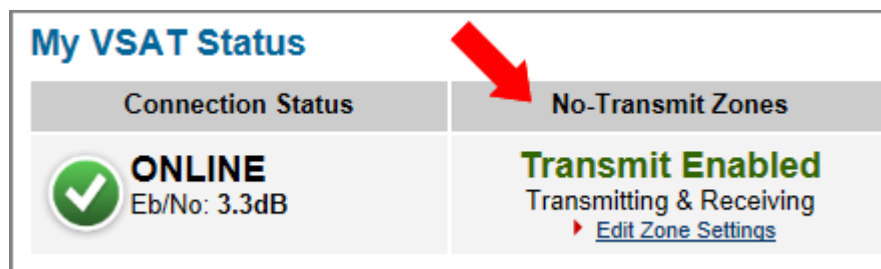 My VSAT Status
Connection Status
No-Transmit Zones
ONLINE
Eb/No: 3.3dB
Transmit Enabled
Transmitting & Receiving
Edit Zone Settings